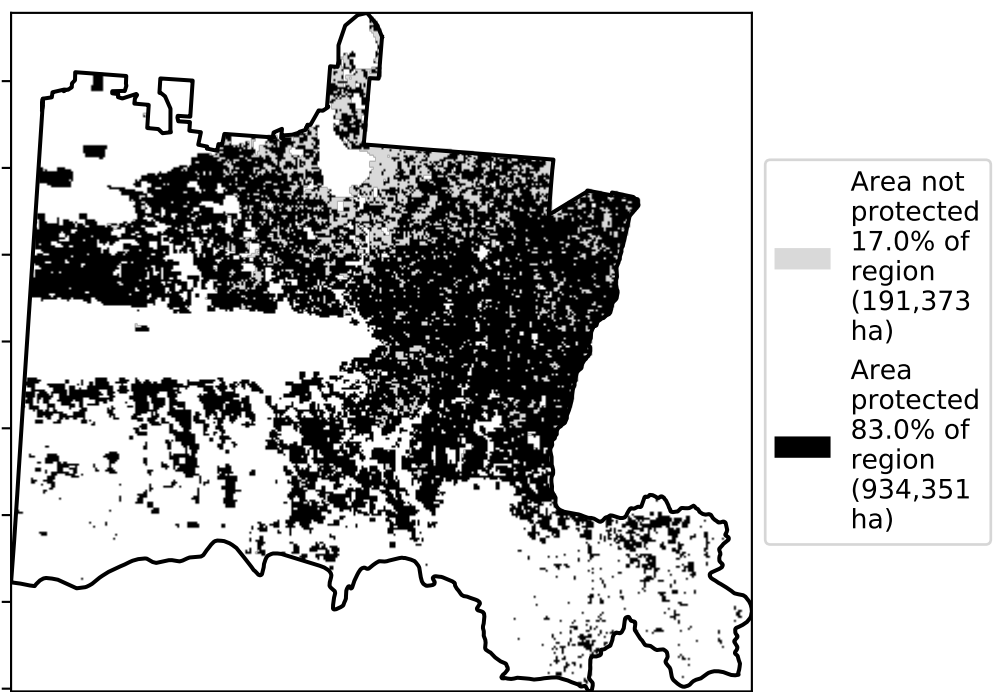 Area not
protected
17.0% of
region
(191,373
ha)
Area
protected
83.0% of
region
(934,351
ha)